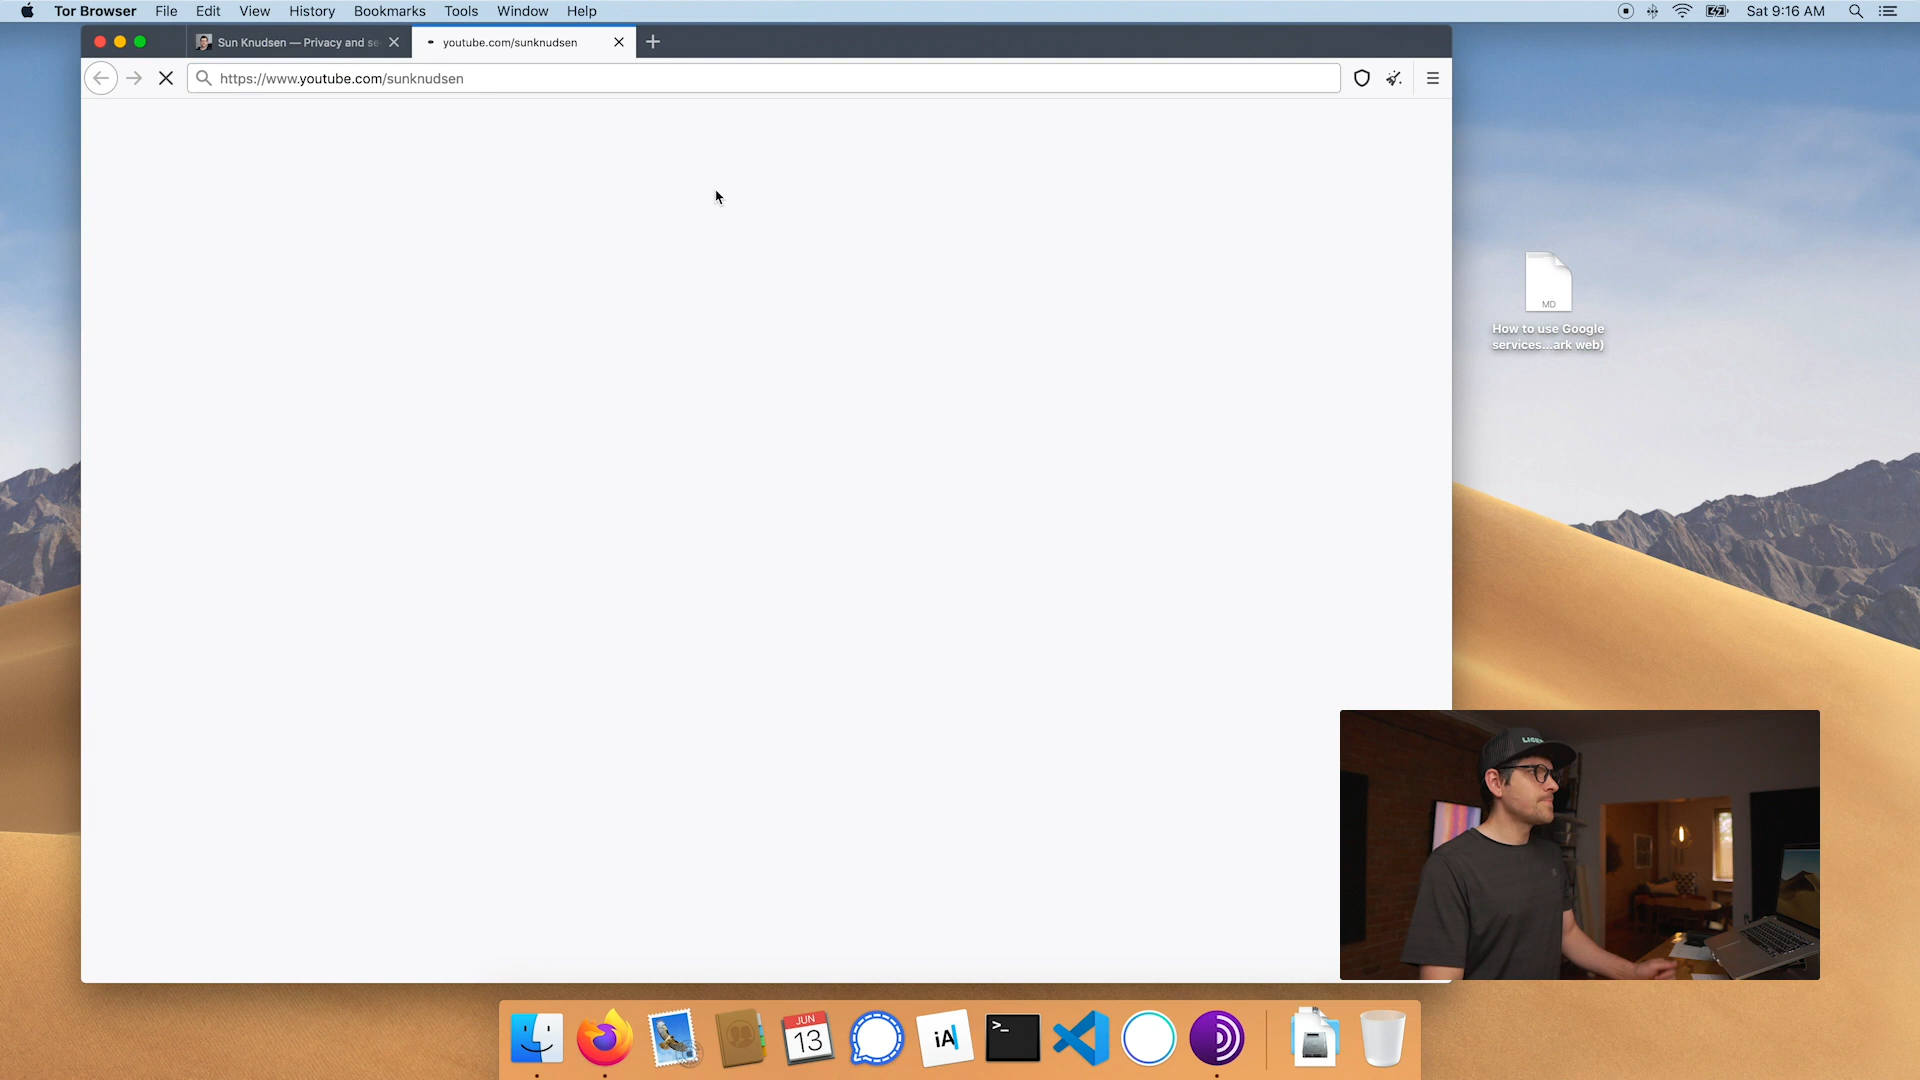 Tor Browser File Edit View History Bookmarks Tools Window Help Sat 9:16 AM
Sun Knudsen — Privacy and se youtube.com/sunknudsen
https://www.youtube.com/sunknudsen
MD
How to use Google
services...ark web)
JUN
13
iA
>_